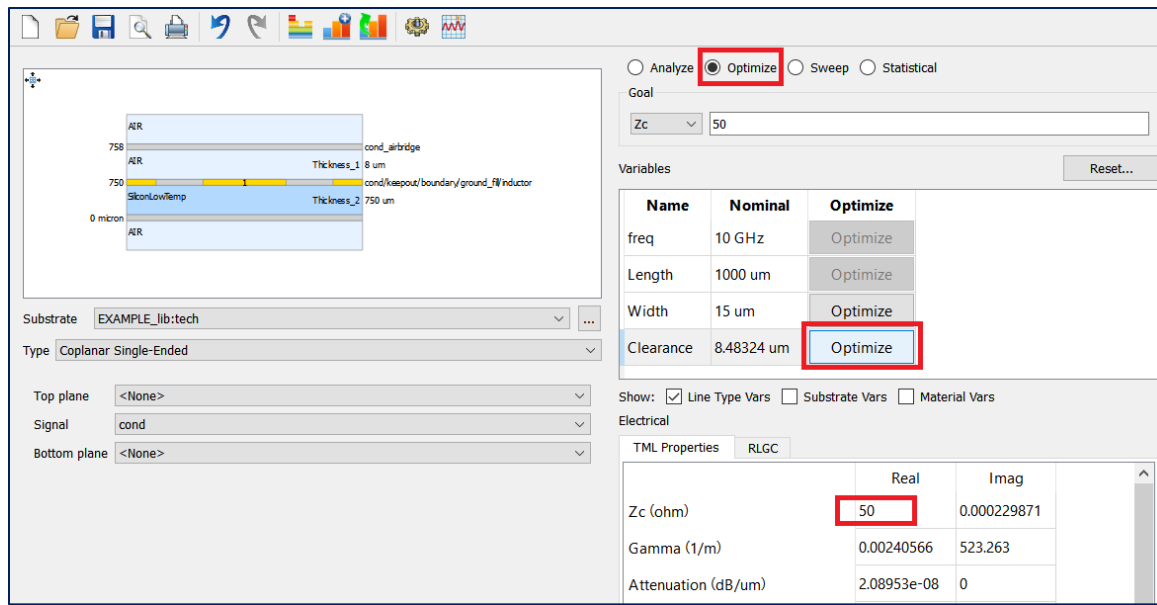 Analyze Optimize Sweep Statistical
Goal
Zc 50
AIR
758 cond_airbridge
AIR Thickness_1 8 um
750 1 cond/keepout/boundary/ground_fil/inductor
SiliconLowTemp Thickness_2 750 um
0 micron
AIR
Substrate EXAMPLE_lib:tech ...
Type Coplanar Single-Ended
Top plane <None>
Signal cond
Bottom plane <None>
Variables Reset...
Name Nominal Optimize
freq 10 GHz Optimize
Length 1000 um Optimize
Width 15 um Optimize
Clearance 8.48324 um Optimize
Show: Line Type Vars Substrate Vars Material Vars
Electrical
TML Properties RLGC
Real Imag
Zc (ohm) 50 0.000229871
Gamma (1/m) 0.00240566 523.263
Attenuation (dB/um) 2.08953e-08 0